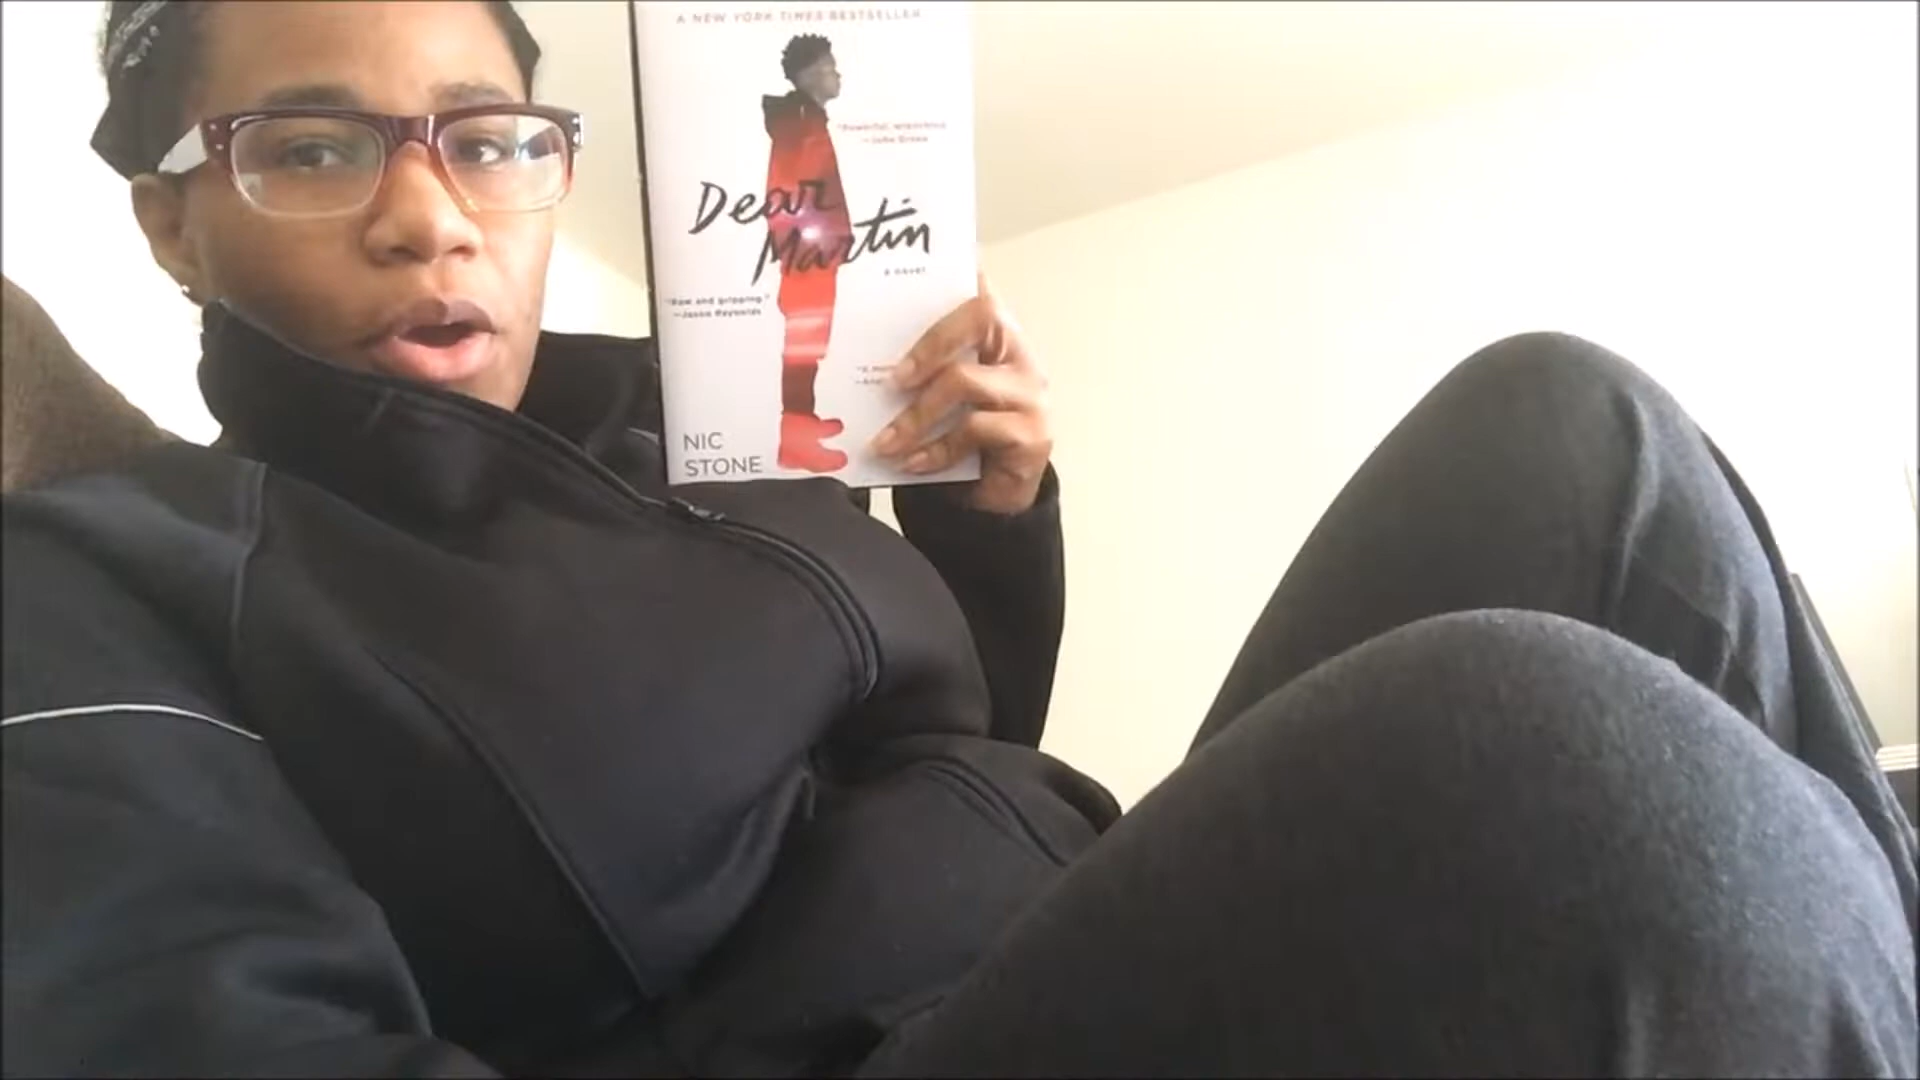 A NEW YORK TIMES BESTSELLER
"Powerful, wrenching."
—John Green
Dear
Martin
a novel
"Raw and gripping."
—Jason Reynolds
NIC
STONE